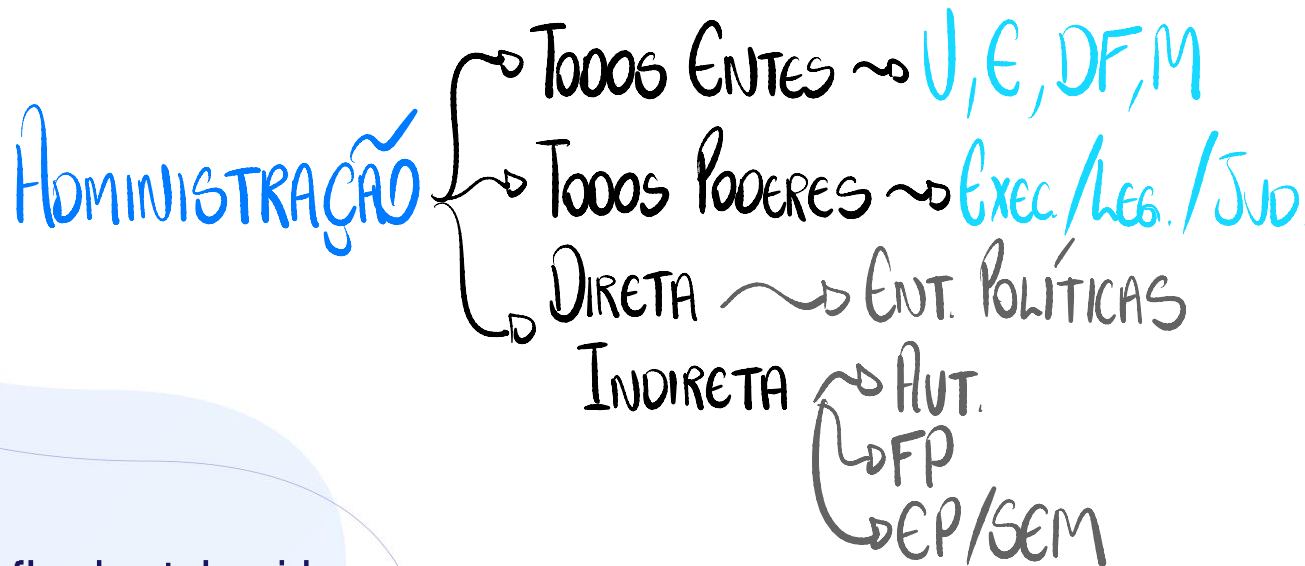 TODOS ENTES U, E, DF, M
ADMINISTRAÇÃO
TODOS PODERES EXEC./LEG./JUD.
DIRETA ENT. POLÍTICAS
INDIRETA AUT.
FP
EP/SEM